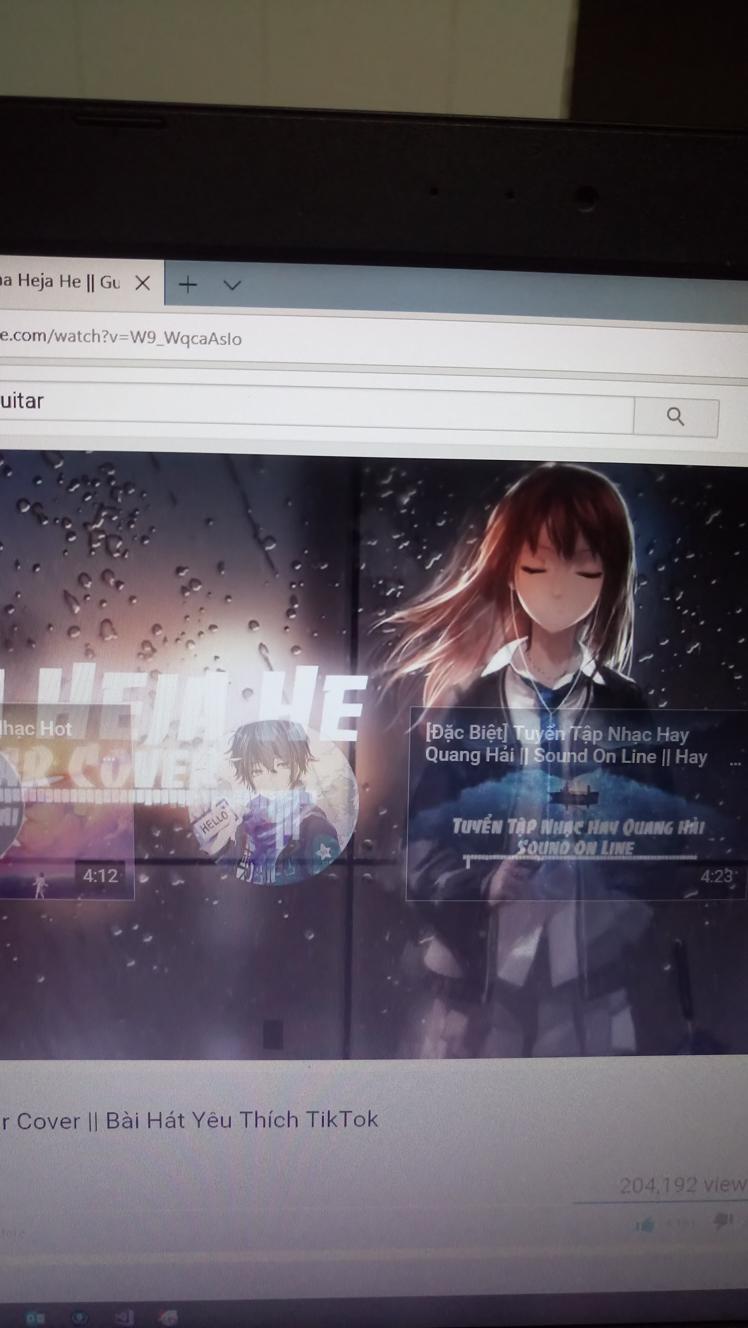 na Heja He || Gu
e.com/watch?v=W9_WqcaAslo
uitar
HEJA HE
R COVER
Nhạc Hot
HELLO
4:12
[Đặc Biệt] Tuyển Tập Nhạc Hay
Quang Hải || Sound On Line || Hay ...
TUYỂN TẬP NHẠC HAY QUANG HẢI
SOUND ON LINE
4:23
r Cover || Bài Hát Yêu Thích TikTok
204,192 view